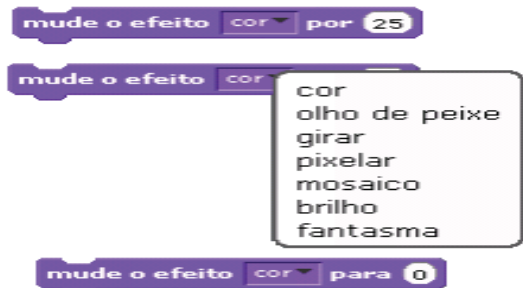 mude o efeito cor por 25
mude o efeito cor
cor
olho de peixe
girar
pixelar
mosaico
brilho
fantasma
mude o efeito cor para 0